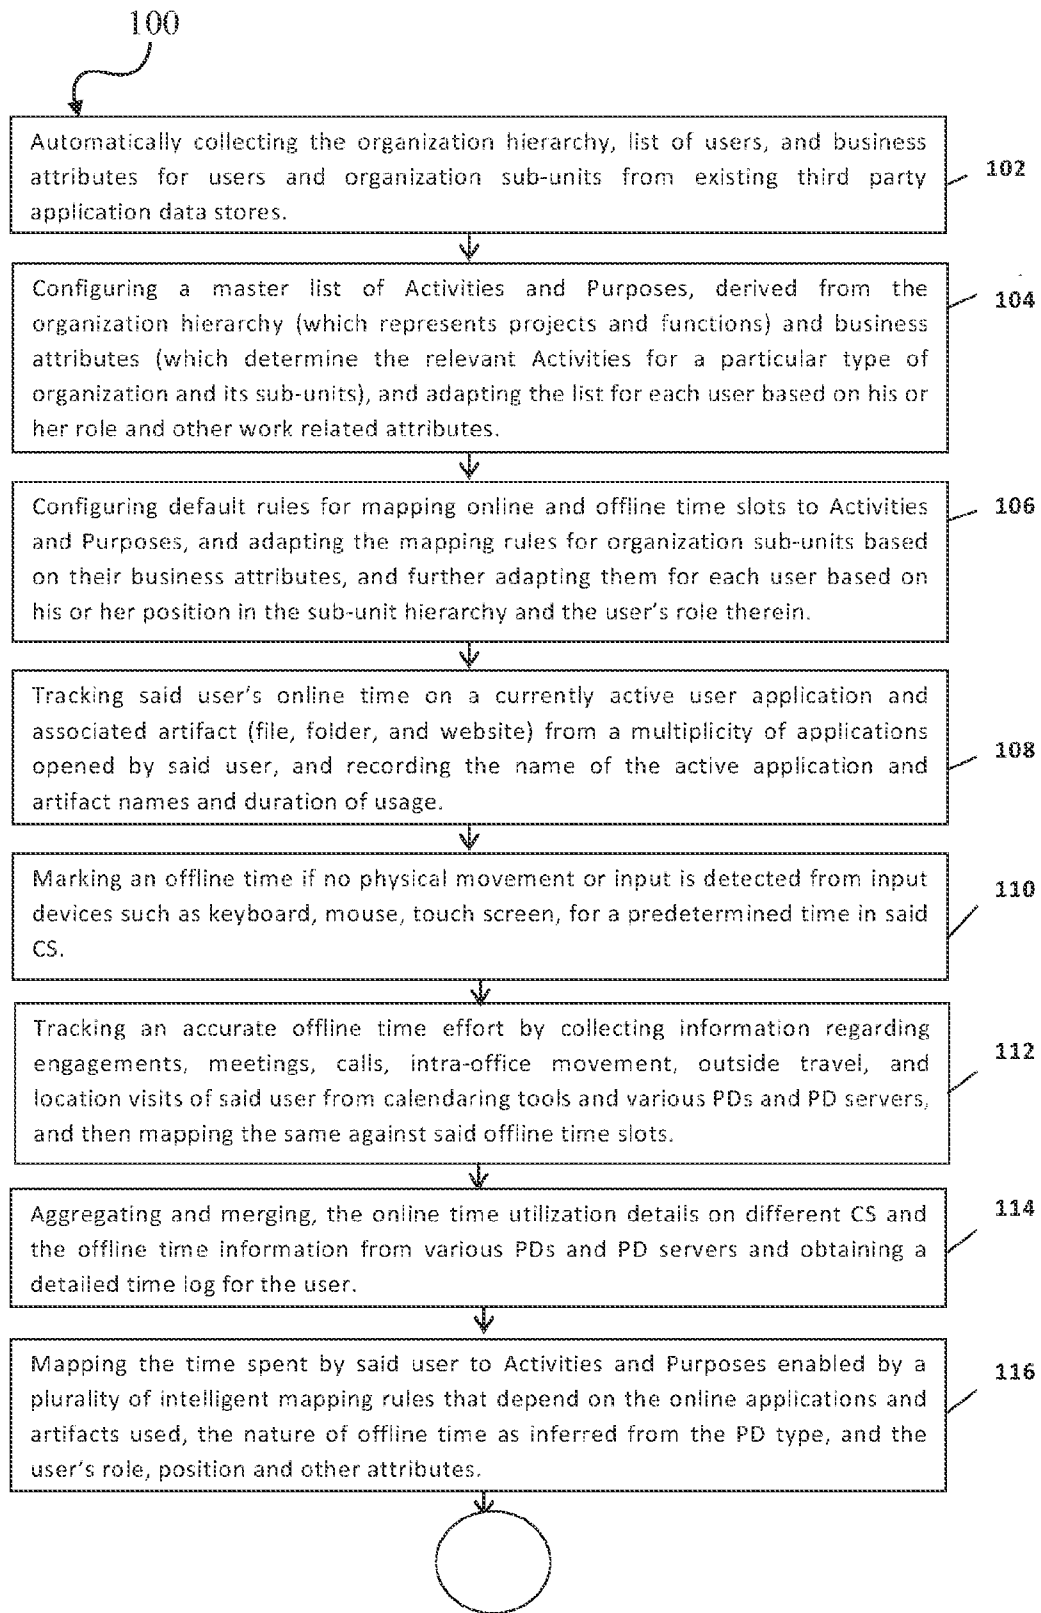 100
Automatically collecting the organization hierarchy, list of users, and business
attributes for users and organization sub-units from existing third party
application data stores.
102
Configuring a master list of Activities and Purposes, derived from the
organization hierarchy (which represents projects and functions) and business
attributes (which determine the relevant Activities for a particular type of
organization and its sub-units), and adapting the list for each user based on his or
her role and other work related attributes.
104
Configuring default rules for mapping online and offline time slots to Activities
and Purposes, and adapting the mapping rules for organization sub-units based
on their business attributes, and further adapting them for each user based on
his or her position in the sub-unit hierarchy and the user's role therein.
106
Tracking said user's online time on a currently active user application and
associated artifact (file, folder, and website) from a multiplicity of applications
opened by said user, and recording the name of the active application and
artifact names and duration of usage.
108
Marking an offline time if no physical movement or input is detected from input
devices such as keyboard, mouse, touch screen, for a predetermined time in said
CS.
110
Tracking an accurate offline time effort by collecting information regarding
engagements, meetings, calls, intra-office movement, outside travel, and
location visits of said user from calendaring tools and various PDs and PD servers,
and then mapping the same against said offline time slots.
112
Aggregating and merging, the online time utilization details on different CS and
the offline time information from various PDs and PD servers and obtaining a
detailed time log for the user.
114
Mapping the time spent by said user to Activities and Purposes enabled by a
plurality of intelligent mapping rules that depend on the online applications and
artifacts used, the nature of offline time as inferred from the PD type, and the
user's role, position and other attributes.
116